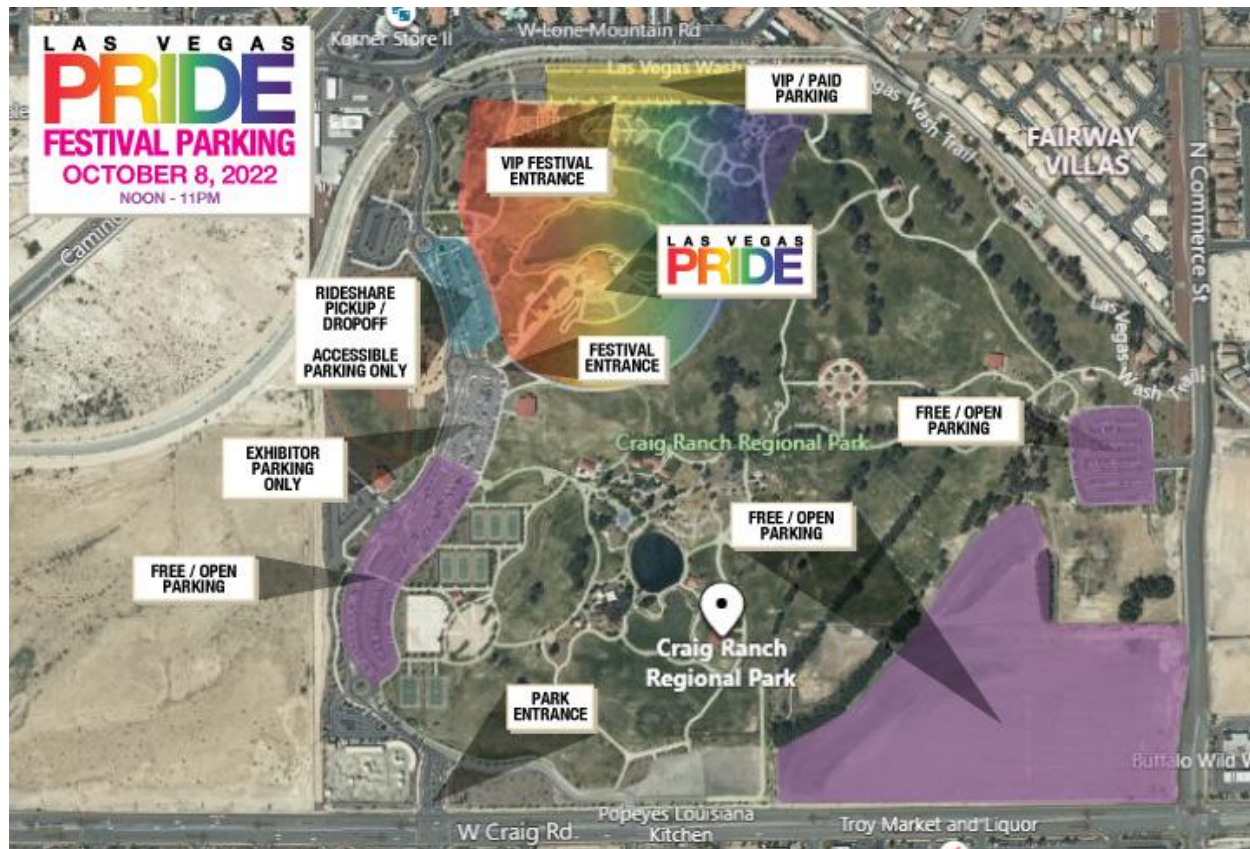 LAS VEGAS
PRIDE
FESTIVAL PARKING
OCTOBER 8, 2022
NOON - 11PM
Korner Store II
W Lone Mountain Rd
Las Vegas Wash
VIP / PAID
PARKING
Vegas Wash Trail
FAIRWAY
VILLAS
VIP FESTIVAL
ENTRANCE
N Commerce St
LAS VEGAS
PRIDE
RIDESHARE
PICKUP /
DROPOFF
ACCESSIBLE
PARKING ONLY
Las Vegas Wash Trail
FESTIVAL
ENTRANCE
FREE / OPEN
PARKING
Craig Ranch Regional Park
EXHIBITOR
PARKING
ONLY
FREE / OPEN
PARKING
FREE / OPEN
PARKING
Craig Ranch
Regional Park
PARK
ENTRANCE
Buffalo Wild W
Popeyes Louisiana
Kitchen
W Craig Rd
Troy Market and Liquor